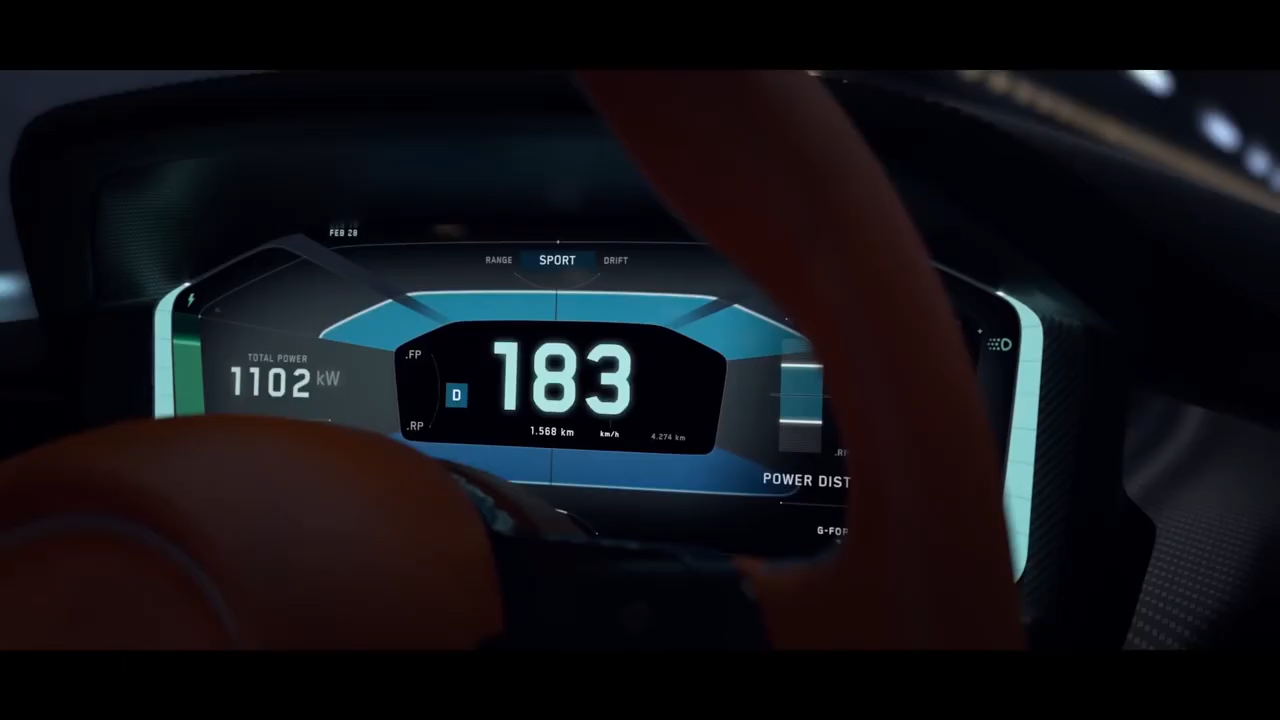 FEB 28
RANGE SPORT DRIFT
TOTAL POWER
1102 kW
.FP
D
183
.RP
1.568 km
km/h
4.274 km
POWER DIST
G-FOR